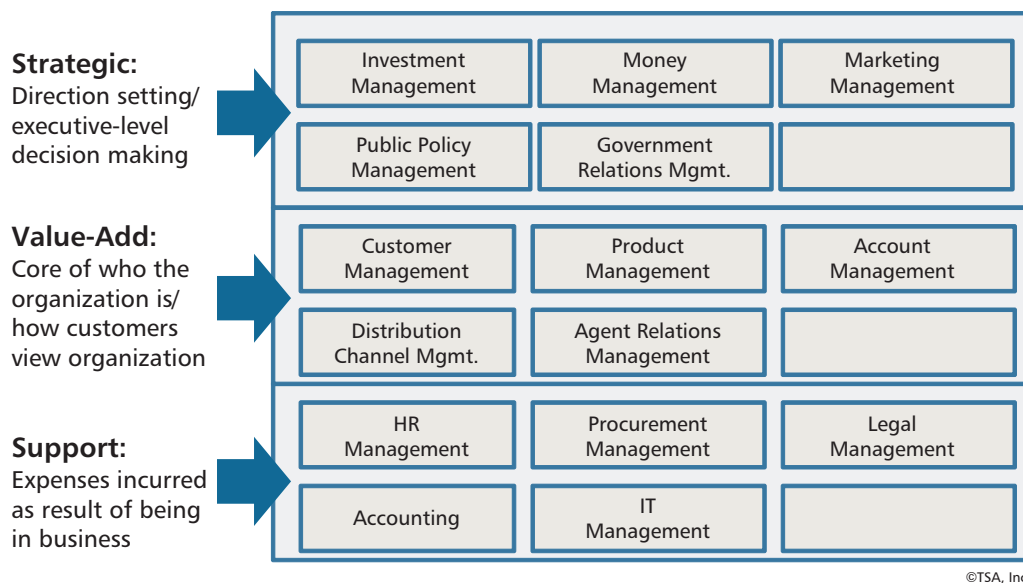 Strategic:
Direction setting/
executive-level
decision making
Investment
Management
Money
Management
Marketing
Management
Public Policy
Management
Government
Relations Mgmt.
Value-Add:
Core of who the
organization is/
how customers
view organization
Customer
Management
Product
Management
Account
Management
Distribution
Channel Mgmt.
Agent Relations
Management
Support:
Expenses incurred
as result of being
in business
HR
Management
Procurement
Management
Legal
Management
Accounting
IT
Management
©TSA, Inc